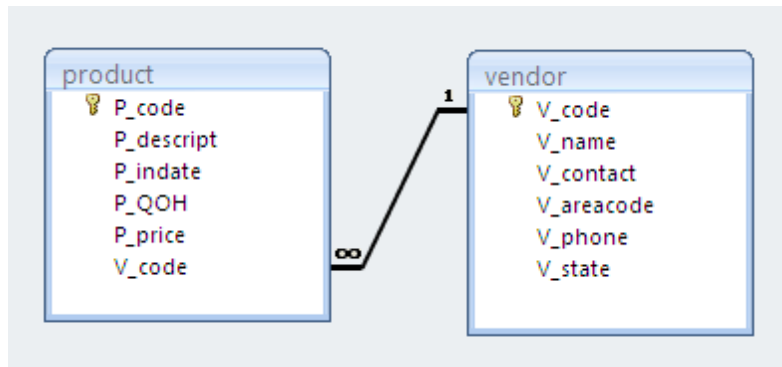 product
P_code
P_descript
P_indate
P_QOH
P_price
V_code
∞
1
vendor
V_code
V_name
V_contact
V_areacode
V_phone
V_state